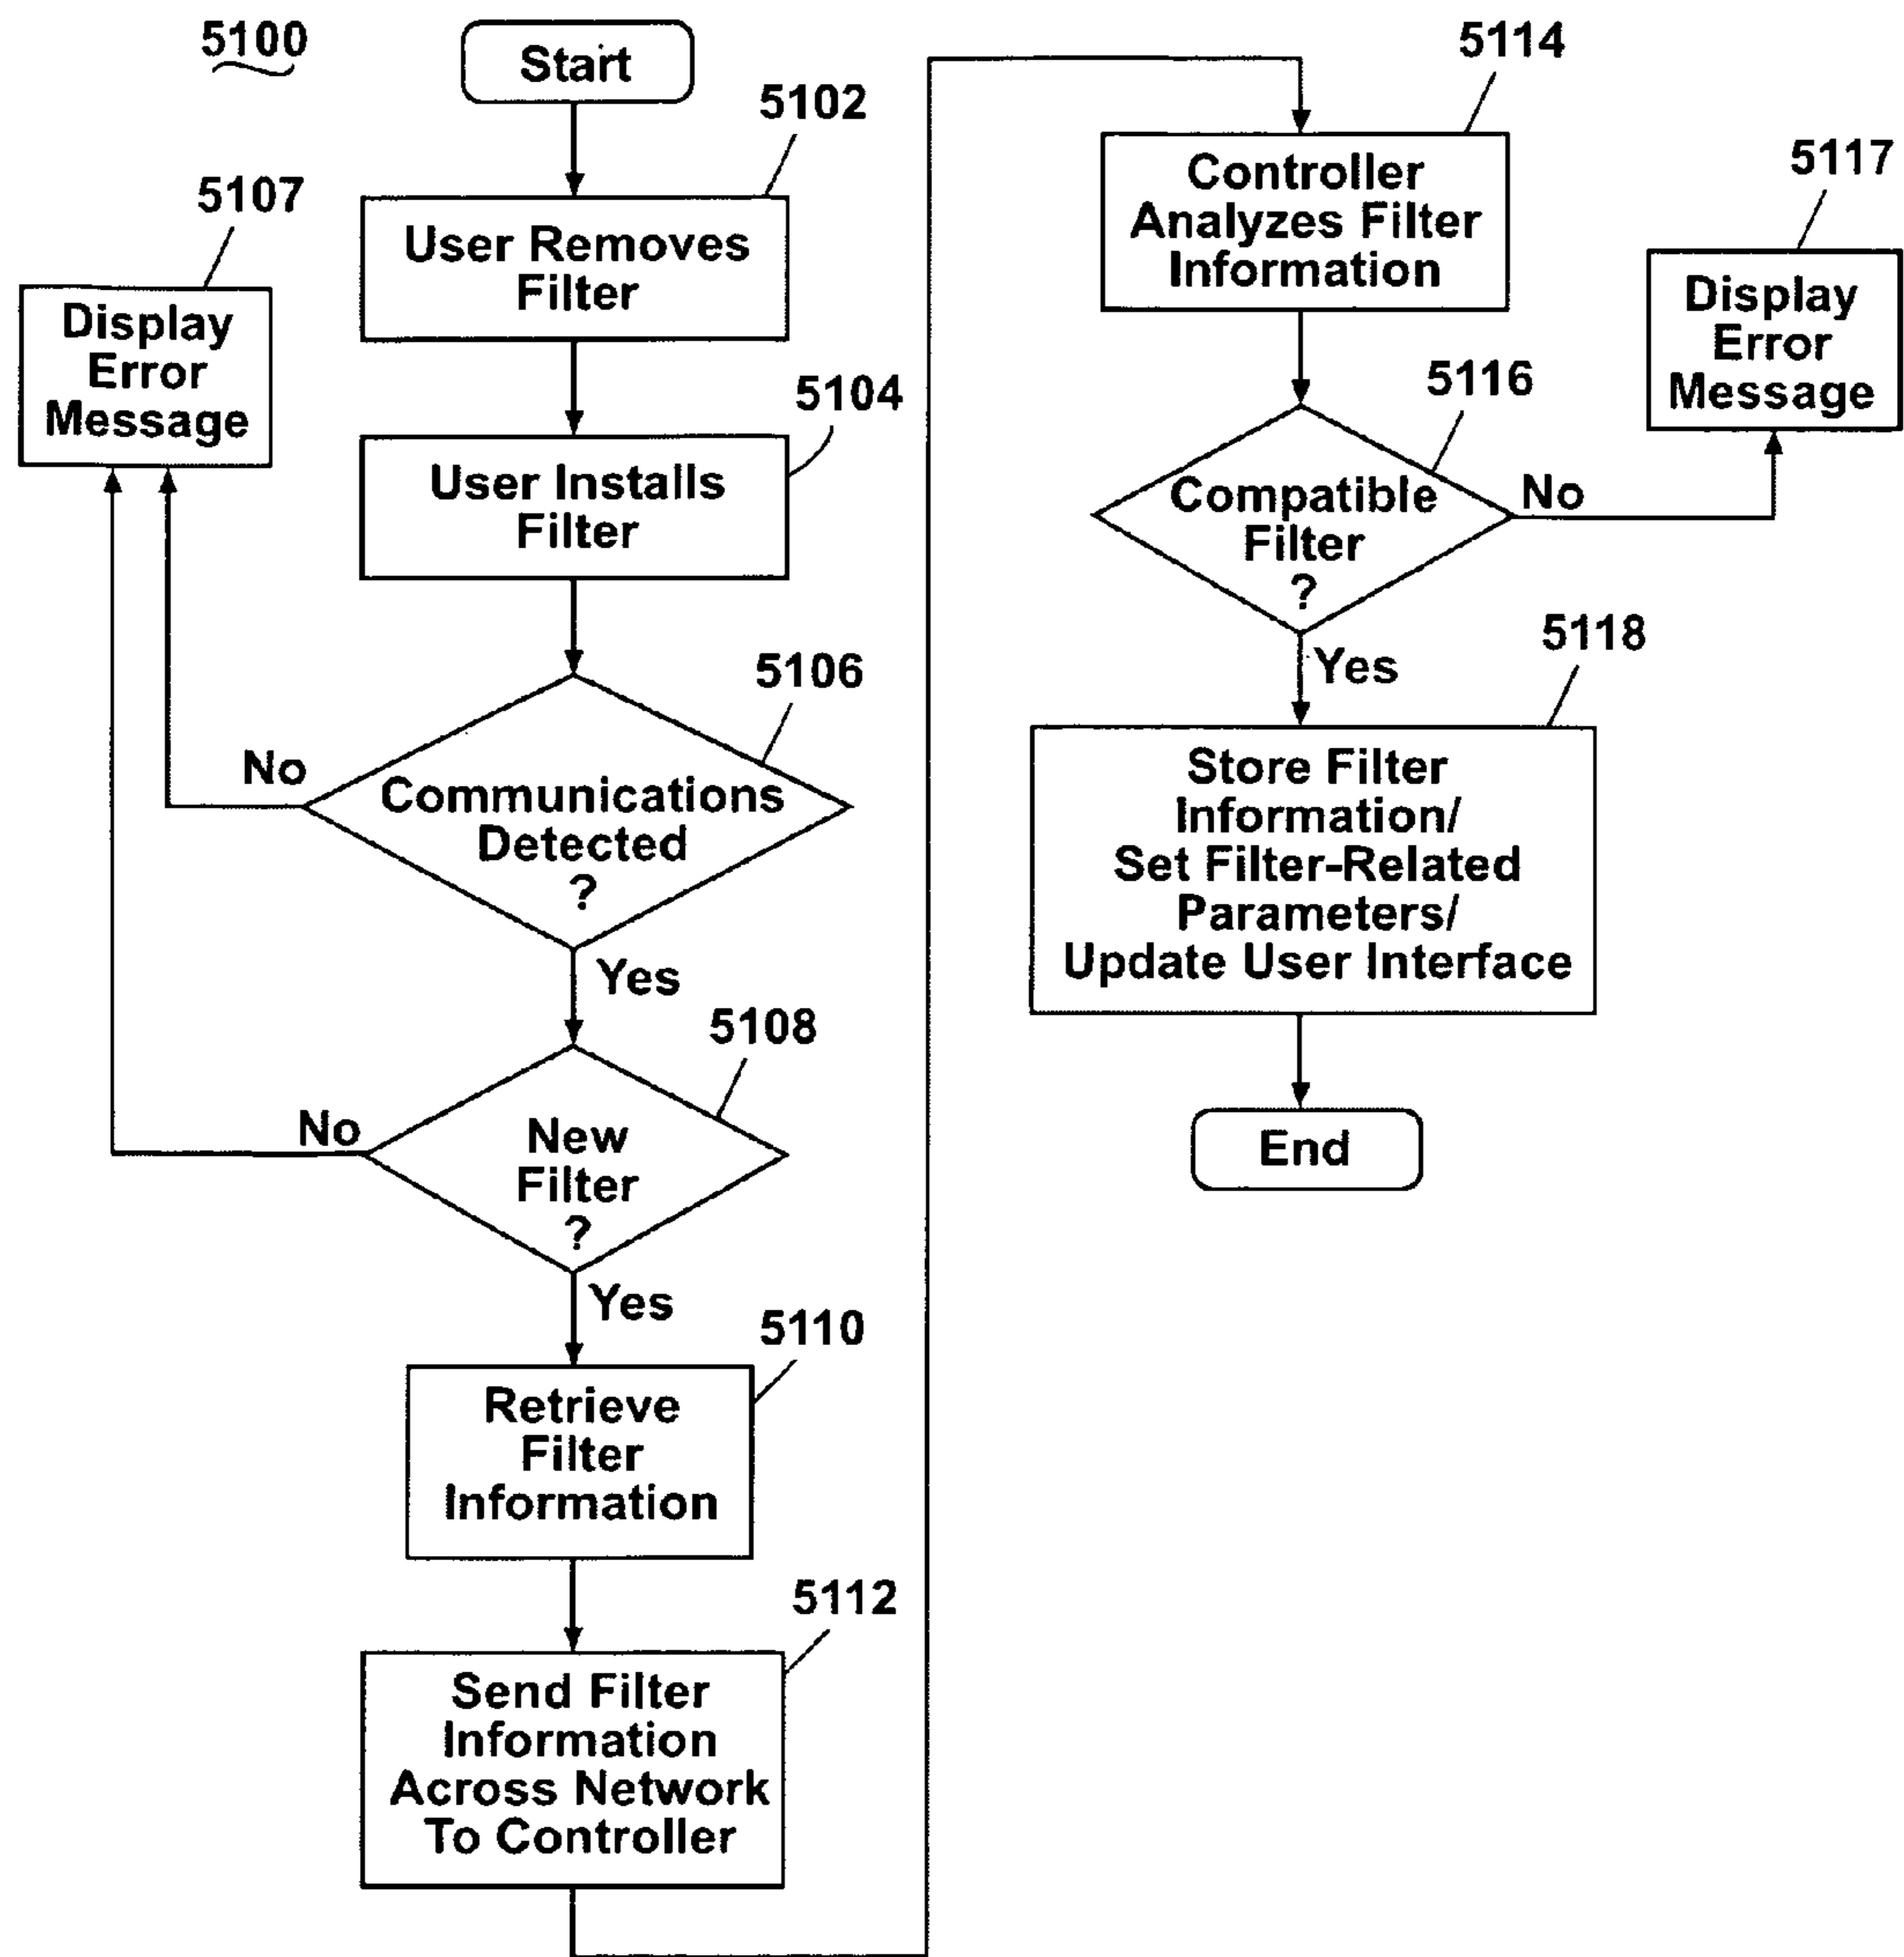 5100
Start
5102
User Removes
Filter
5107
Display
Error
Message
5104
User Installs
Filter
5106
Communications
Detected
?
No
Yes
5108
New
Filter
?
No
Yes
5110
Retrieve
Filter
Information
5112
Send Filter
Information
Across Network
To Controller
5114
Controller
Analyzes Filter
Information
5116
Compatible
Filter
?
No
5117
Display
Error
Message
Yes
5118
Store Filter
Information/
Set Filter-Related
Parameters/
Update User Interface
End